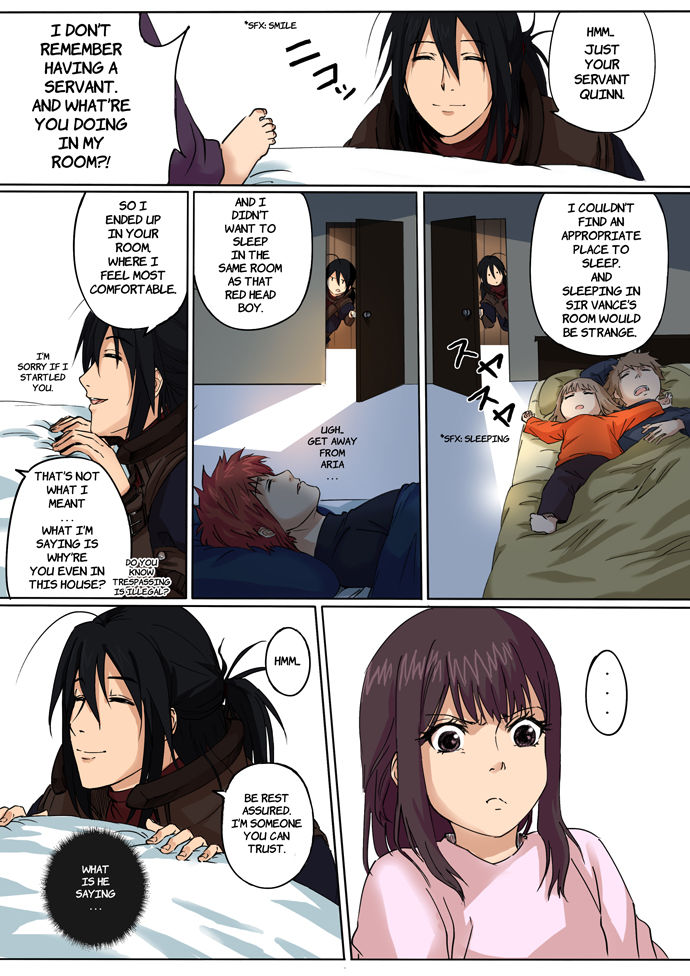 HMM..
JUST
YOUR
SERVANT
QUINN.
*SFX: SMILE
ニコッ
I DON'T
REMEMBER
HAVING A
SERVANT.
AND WHAT'RE
YOU DOING
IN MY
ROOM?!
I COULDN'T
FIND AN
APPROPRIATE
PLACE TO
SLEEP.
AND
SLEEPING IN
SIR VANCE'S
ROOM WOULD
BE STRANGE.
スヤ
スヤ
*SFX: SLEEPING
AND I
DIDN'T
WANT TO
SLEEP
IN THE
SAME ROOM
AS THAT
RED HEAD
BOY.
UGH..
GET AWAY
FROM
ARIA
...
SO I
ENDED UP
IN YOUR
ROOM.
WHERE I
FEEL MOST
COMFORTABLE.
I'M
SORRY IF I
STARTLED
YOU.
THAT'S NOT
WHAT I
MEANT
...
WHAT I'M
SAYING IS
WHY'RE
YOU EVEN IN
THIS HOUSE?
DO YOU
KNOW
TRESPASSING
IS ILLEGAL?
...
HMM..
BE REST
ASSURED.
I'M SOMEONE
YOU CAN
TRUST.
WHAT
IS HE
SAYING
...